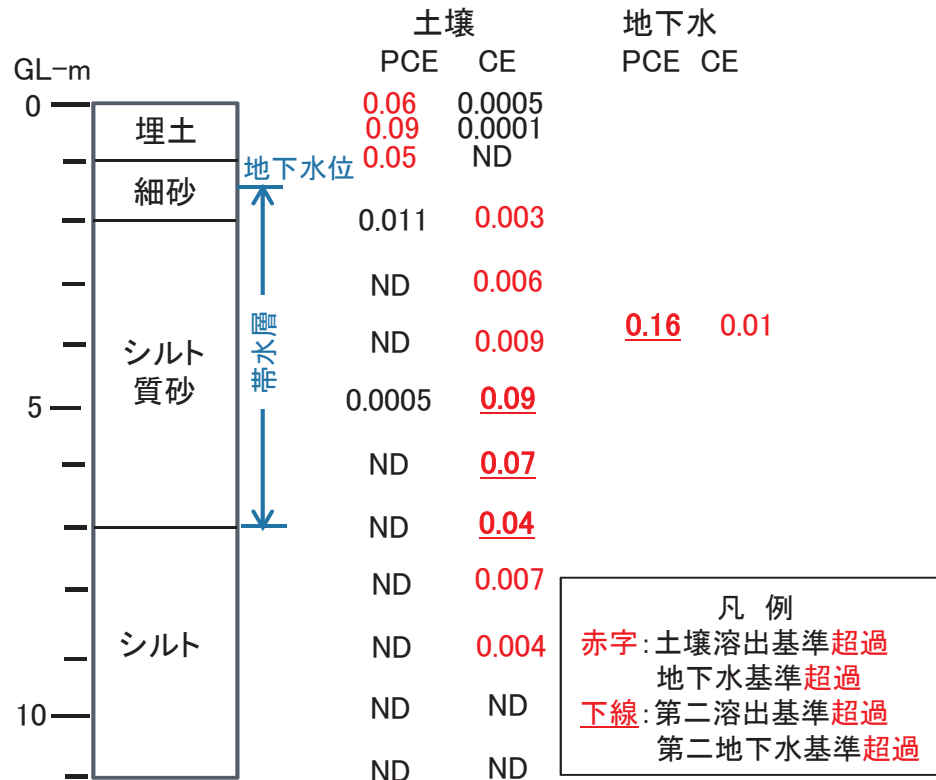 土壌 地下水
GL-m PCE CE PCE CE
0 0.06 0.0005
埋土 0.09 0.0001
地下水位 0.05 ND
細砂
0.011 0.003
ND 0.006
0.16 0.01
ND 0.009
シルト
質砂
帯水層
5 0.0005 0.09
ND 0.07
ND 0.04
ND 0.007
シルト ND 0.004
10 ND ND
ND ND
凡 例
赤字:土壌溶出基準超過
地下水基準超過
下線:第二溶出基準超過
第二地下水基準超過